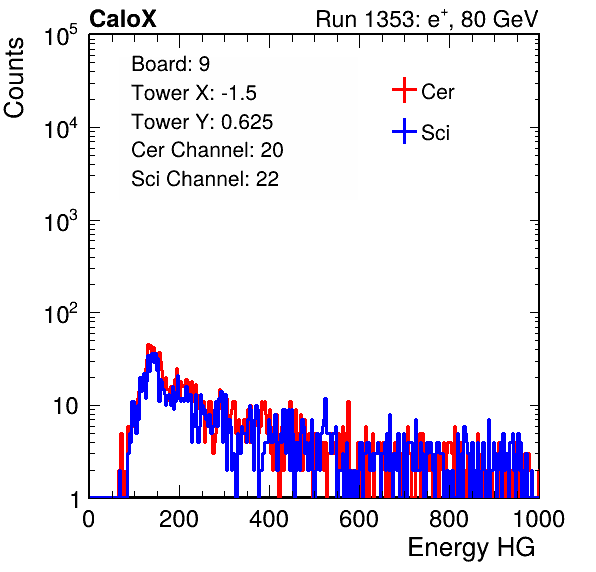 CaloX Run 1353: e⁺, 80 GeV
Counts
10⁵
10⁴
10³
10²
10
1
Board: 9
Tower X: -1.5
Tower Y: 0.625
Cer Channel: 20
Sci Channel: 22
Cer
Sci
0 200 400 600 800 1000
Energy HG